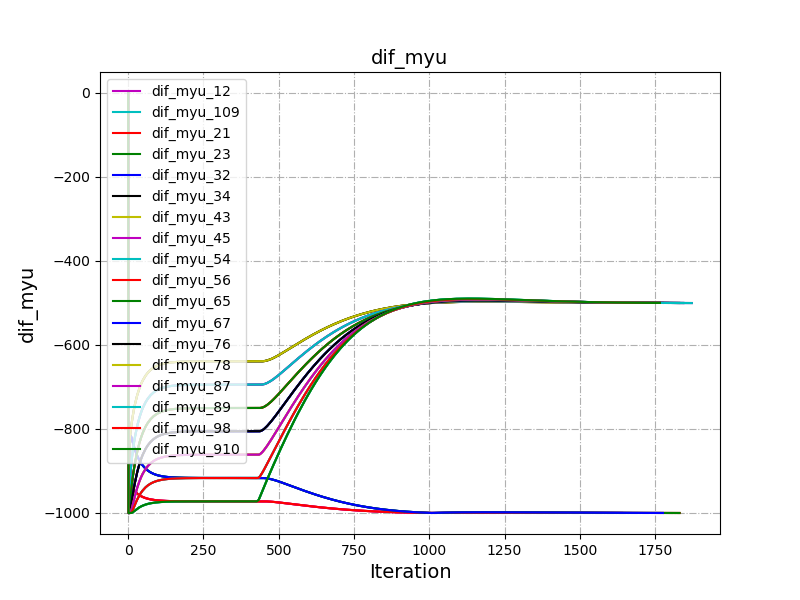 dif_myu
dif_myu
0
−200
−400
−600
−800
−1000
dif_myu_12
dif_myu_109
dif_myu_21
dif_myu_23
dif_myu_32
dif_myu_34
dif_myu_43
dif_myu_45
dif_myu_54
dif_myu_56
dif_myu_65
dif_myu_67
dif_myu_76
dif_myu_78
dif_myu_87
dif_myu_89
dif_myu_98
dif_myu_910
0 250 500 750 1000 1250 1500 1750
Iteration